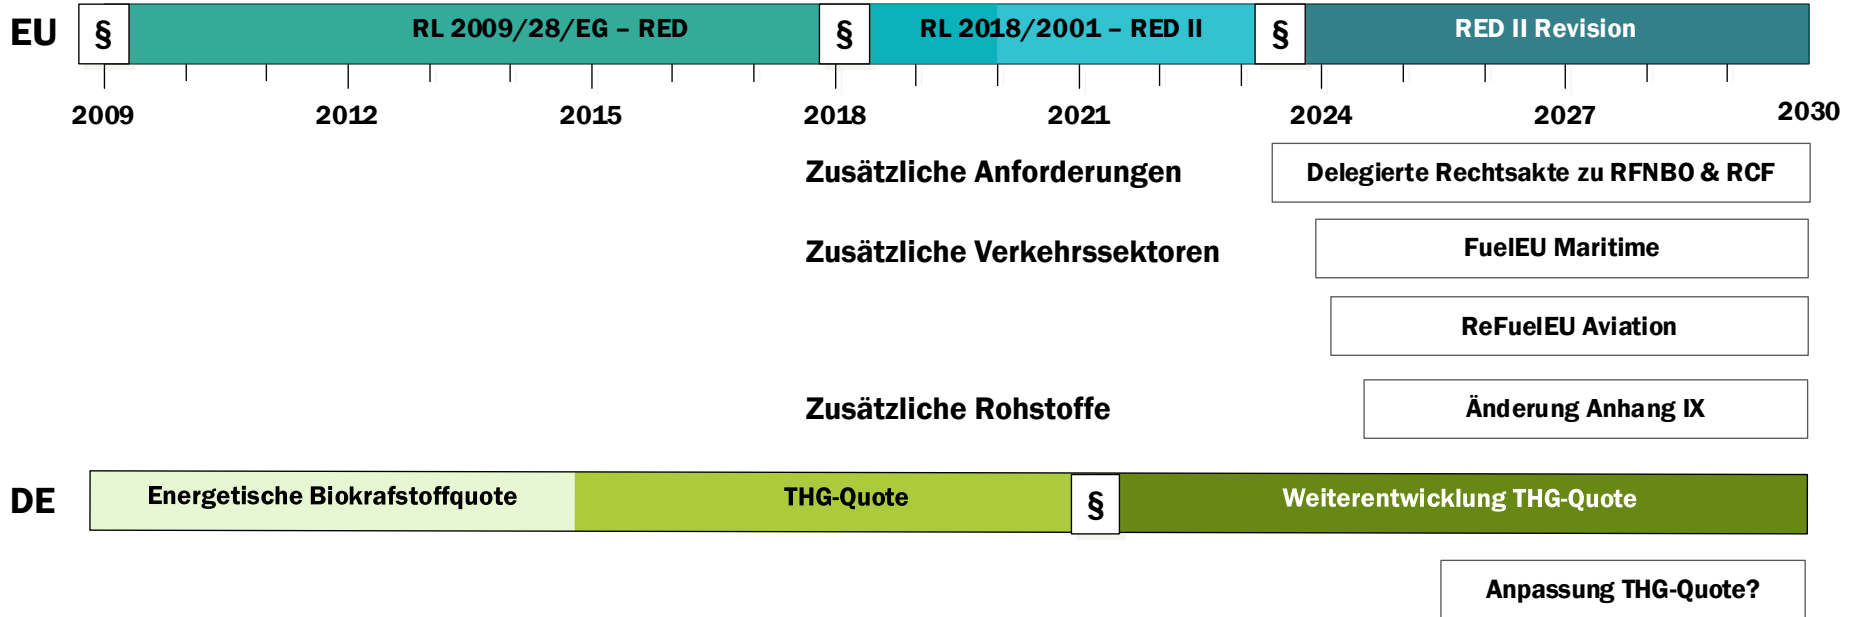 EU § RL 2009/28/EG – RED § RL 2018/2001 – RED II § RED II Revision
2009 2012 2015 2018 2021 2024 2027 2030
Zusätzliche Anforderungen Delegierte Rechtsakte zu RFNBO & RCF
Zusätzliche Verkehrssektoren FuelEU Maritime
ReFuelEU Aviation
Zusätzliche Rohstoffe Änderung Anhang IX
DE Energetische Biokrafstoffquote THG-Quote § Weiterentwicklung THG-Quote
Anpassung THG-Quote?